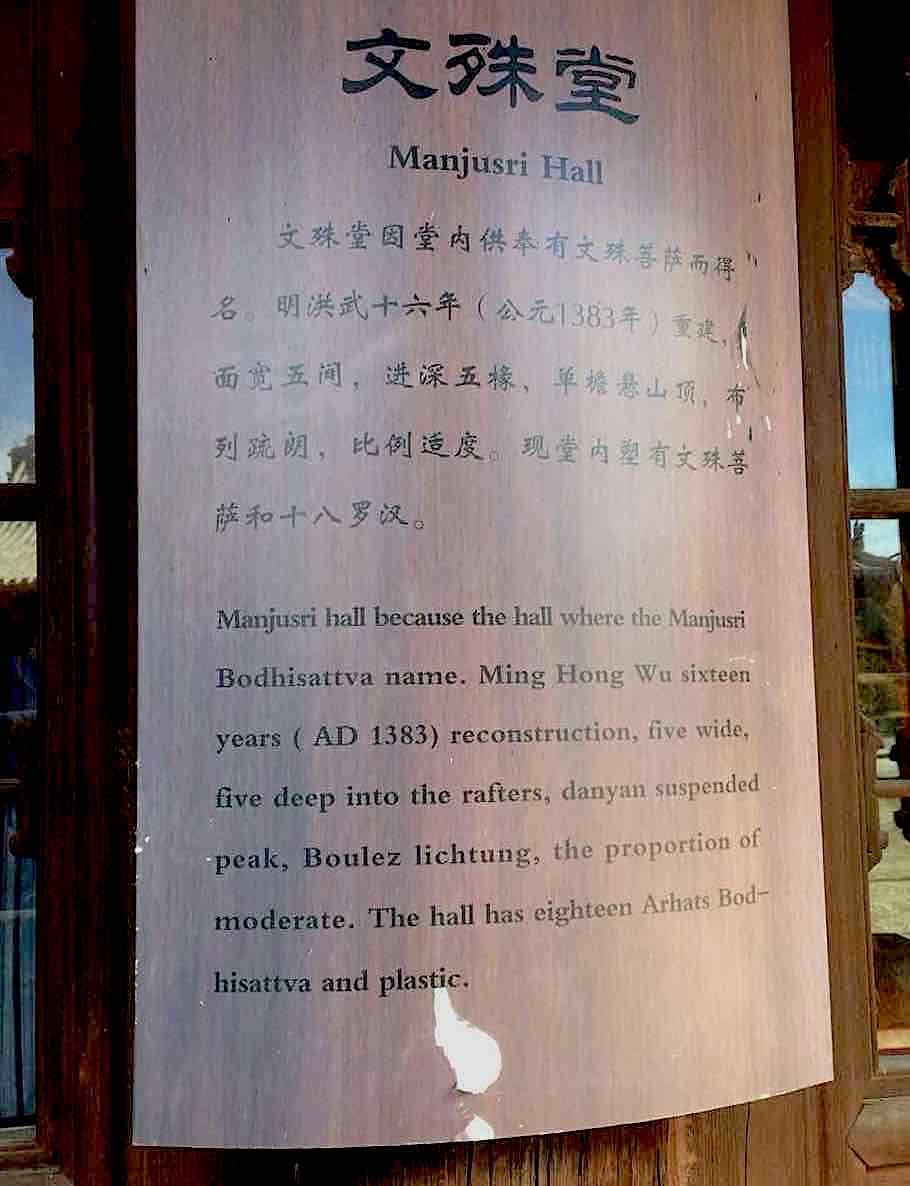 文殊堂
Manjusri Hall
文殊堂因堂内供奉有文殊菩萨而得
名。明洪武十六年（公元1383年）重建，
面宽五间，进深五椽，单檐悬山顶，布
列疏朗，比例适度。现堂内塑有文殊菩
萨和十八罗汉。
Manjusri hall because the hall where the Manjusri
Bodhisattva name. Ming Hong Wu sixteen
years ( AD 1383) reconstruction, five wide,
five deep into the rafters, danyan suspended
peak, Boulez lichtung, the proportion of
moderate. The hall has eighteen Arhats Bod-
hisattva and plastic.